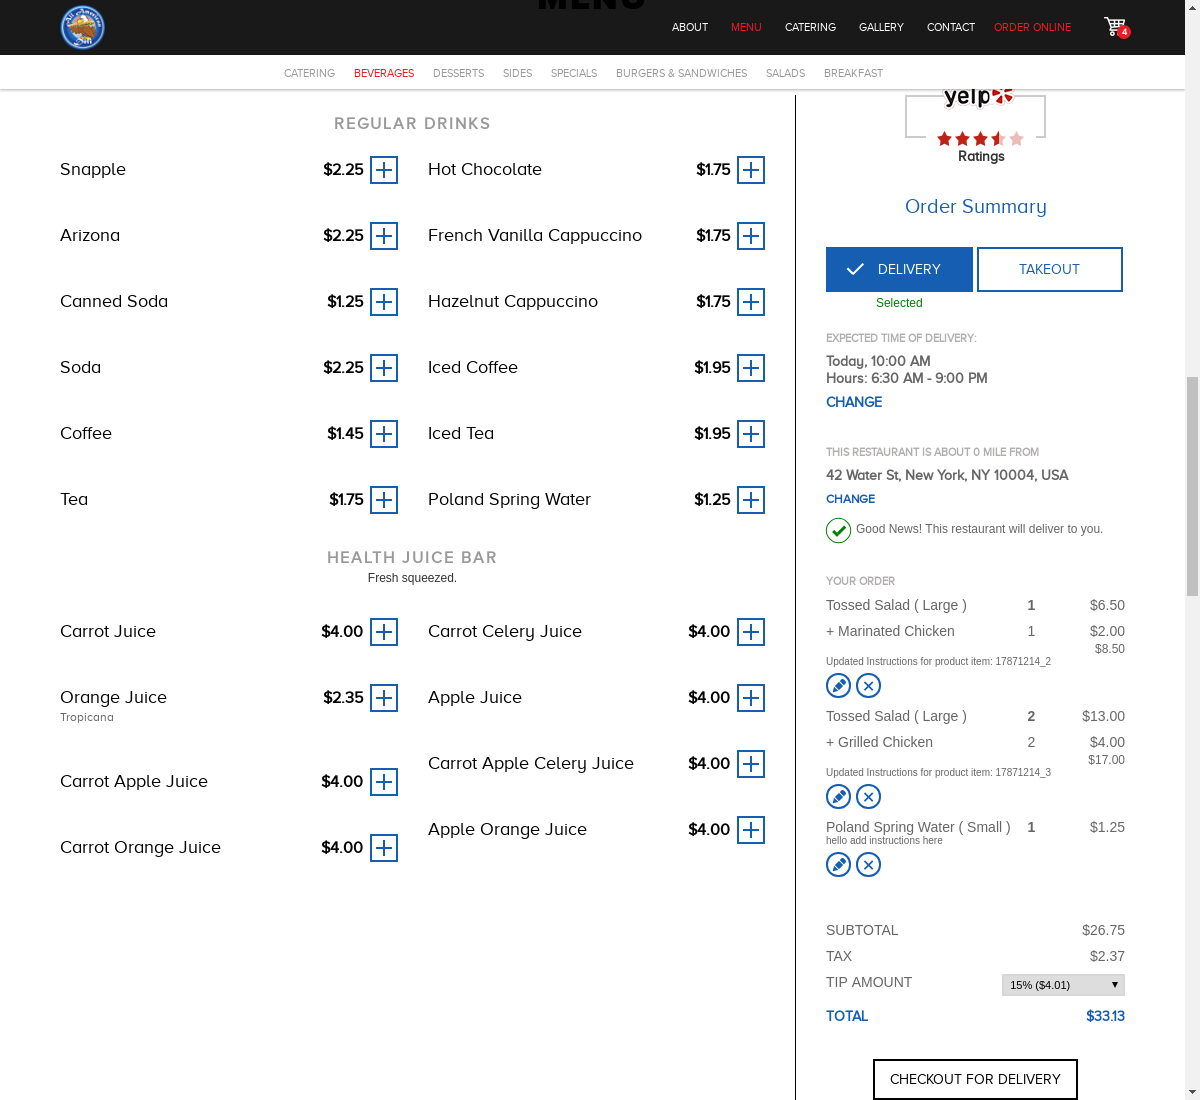 MENU
All American
Deli
ABOUT MENU CATERING GALLERY CONTACT ORDER ONLINE 4
CATERING BEVERAGES DESSERTS SIDES SPECIALS BURGERS & SANDWICHES SALADS BREAKFAST
REGULAR DRINKS
Snapple $2.25
Arizona $2.25
Canned Soda $1.25
Soda $2.25
Coffee $1.45
Tea $1.75
Hot Chocolate $1.75
French Vanilla Cappuccino $1.75
Hazelnut Cappuccino $1.75
Iced Coffee $1.95
Iced Tea $1.95
Poland Spring Water $1.25
HEALTH JUICE BAR
Fresh squeezed.
Carrot Juice $4.00
Orange Juice $2.35
Tropicana
Carrot Apple Juice $4.00
Carrot Orange Juice $4.00
Carrot Celery Juice $4.00
Apple Juice $4.00
Carrot Apple Celery Juice $4.00
Apple Orange Juice $4.00
yelp
Ratings
Order Summary
DELIVERY TAKEOUT
Selected
EXPECTED TIME OF DELIVERY:
Today, 10:00 AM
Hours: 6:30 AM - 9:00 PM
CHANGE
THIS RESTAURANT IS ABOUT 0 MILE FROM
42 Water St, New York, NY 10004, USA
CHANGE
Good News! This restaurant will deliver to you.
YOUR ORDER
Tossed Salad ( Large ) 1 $6.50
+ Marinated Chicken 1 $2.00
$8.50
Updated Instructions for product item: 17871214_2
Tossed Salad ( Large ) 2 $13.00
+ Grilled Chicken 2 $4.00
$17.00
Updated Instructions for product item: 17871214_3
Poland Spring Water ( Small ) 1 $1.25
hello add instructions here
SUBTOTAL $26.75
TAX $2.37
TIP AMOUNT 15% ($4.01)
TOTAL $33.13
CHECKOUT FOR DELIVERY